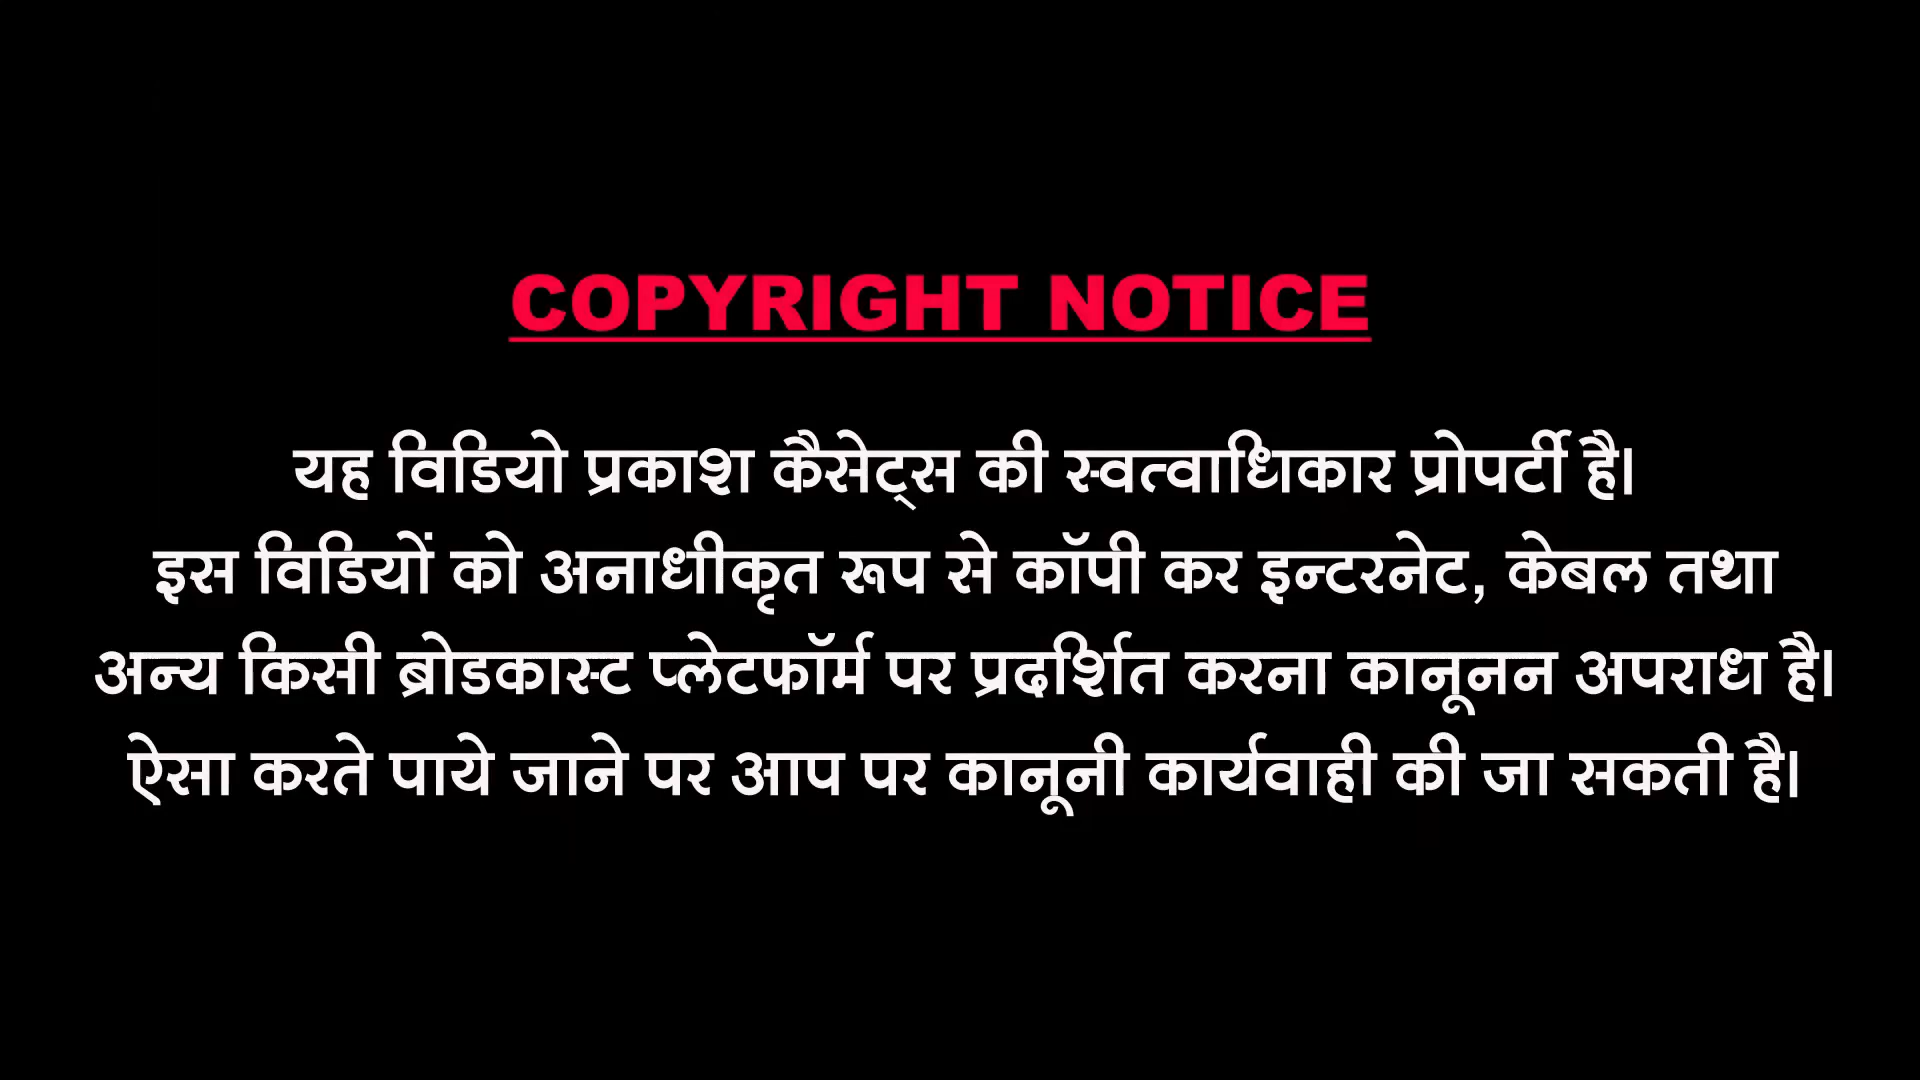 COPYRIGHT NOTICE
यह विडियो प्रकाश कैसेट्स की स्वत्वाधिकार प्रोपर्टी है।
इस विडियों को अनाधीकृत रूप से कॉपी कर इन्टरनेट, केबल तथा
अन्य किसी ब्रोडकास्ट प्लेटफॉर्म पर प्रदर्शित करना कानूनन अपराध है।
ऐसा करते पाये जाने पर आप पर कानूनी कार्यवाही की जा सकती है।